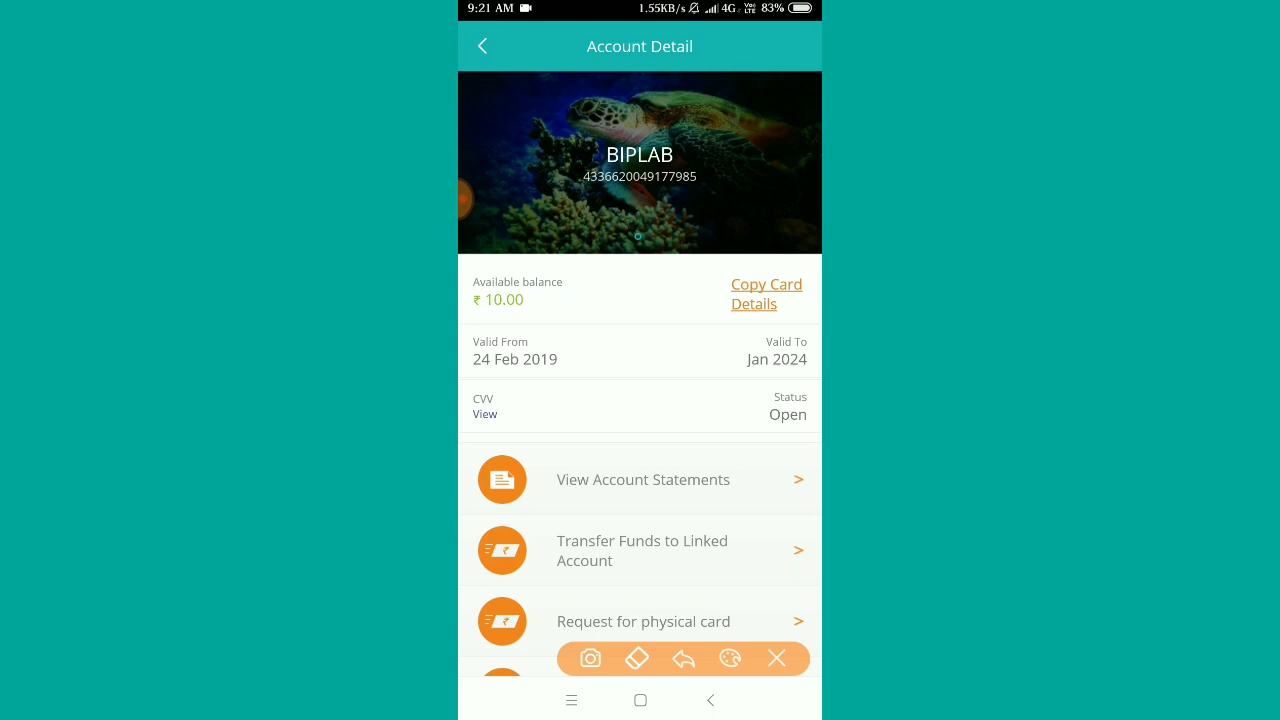 9:21 AM 1.55KB/s 4G VoLTE 83%
Account Detail
BIPLAB
4336620049177985
Available balance
₹ 10.00
Copy Card
Details
Valid From
Valid To
24 Feb 2019
Jan 2024
CVV
Status
View
Open
View Account Statements >
Transfer Funds to Linked
Account >
Request for physical card >